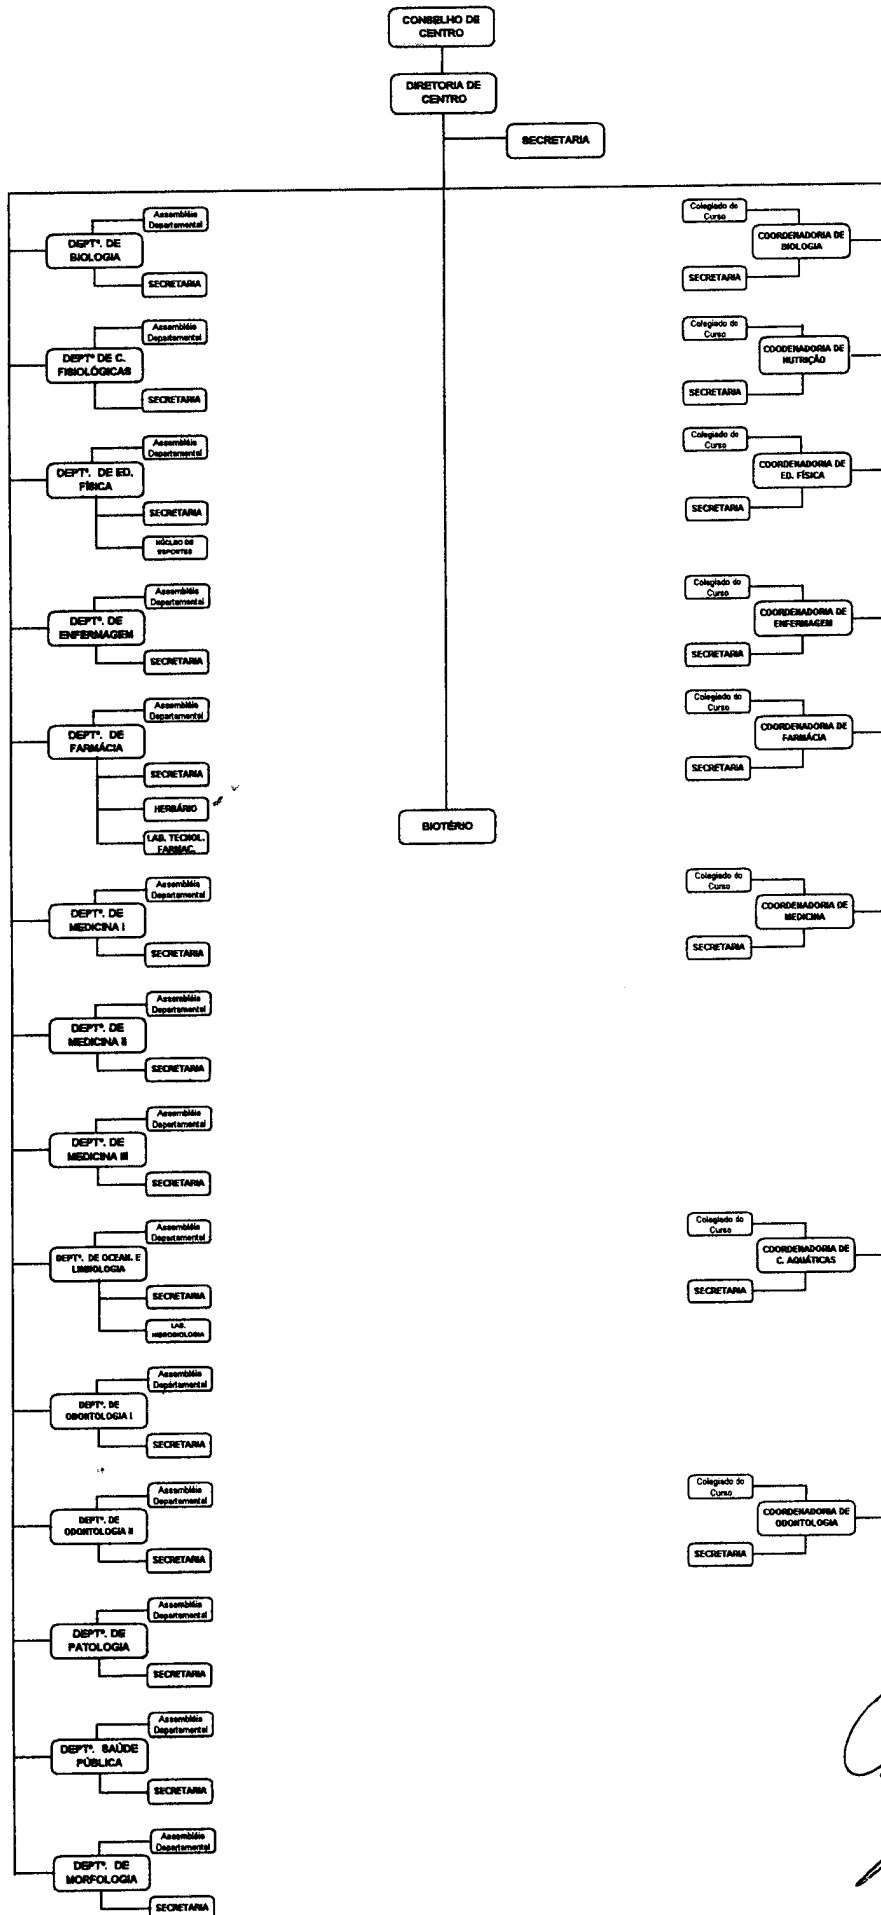 CONSELHO DE
CENTRO
DIRETORIA DE
CENTRO
SECRETARIA
Assembléia
Departamental
DEPTº. DE
BIOLOGIA
SECRETARIA
Colegiado do
Curso
COORDENADORIA DE
BIOLOGIA
SECRETARIA
Assembléia
Departamental
DEPTº DE C.
FISIOLÓGICAS
SECRETARIA
Colegiado do
Curso
COODENADORIA DE
NUTRIÇÃO
SECRETARIA
Assembléia
Departamental
DEPTº. DE ED.
FÍSICA
SECRETARIA
NÚCLEO DE
ESPORTES
Colegiado do
Curso
COORDENADORIA DE
ED. FÍSICA
SECRETARIA
Assembléia
Departamental
DEPTº. DE
ENFERMAGEM
SECRETARIA
Colegiado do
Curso
COORDENADORIA DE
ENFERMAGEM
SECRETARIA
Assembléia
Departamental
DEPTº. DE
FARMÁCIA
SECRETARIA
HERBÁRIO
LAB. TECNOL.
FARMAC.
Colegiado do
Curso
COORDENADORIA DE
FARMÁCIA
SECRETARIA
BIOTÉRIO
Assembléia
Departamental
DEPTº. DE
MEDICINA I
SECRETARIA
Colegiado do
Curso
COORDENADORIA DE
MEDICINA
SECRETARIA
Assembléia
Departamental
DEPTº. DE
MEDICINA II
SECRETARIA
Assembléia
Departamental
DEPTº. DE
MEDICINA III
SECRETARIA
Assembléia
Departamental
DEPTº. DE OCEAN. E
LIMNOLOGIA
SECRETARIA
LAB.
HIDROBIOLOGIA
Colegiado do
Curso
COORDENADORIA DE
C. AQUÁTICAS
SECRETARIA
Assembléia
Departamental
DEPTº. DE
ODONTOLOGIA I
SECRETARIA
Assembléia
Departamental
DEPTº. DE
ODONTOLOGIA II
SECRETARIA
Colegiado do
Curso
COORDENADORIA DE
ODONTOLOGIA
SECRETARIA
Assembléia
Departamental
DEPTº. DE
PATOLOGIA
SECRETARIA
Assembléia
Departamental
DEPTº. SAÚDE
PÚBLICA
SECRETARIA
Assembléia
Departamental
DEPTº. DE
MORFOLOGIA
SECRETARIA